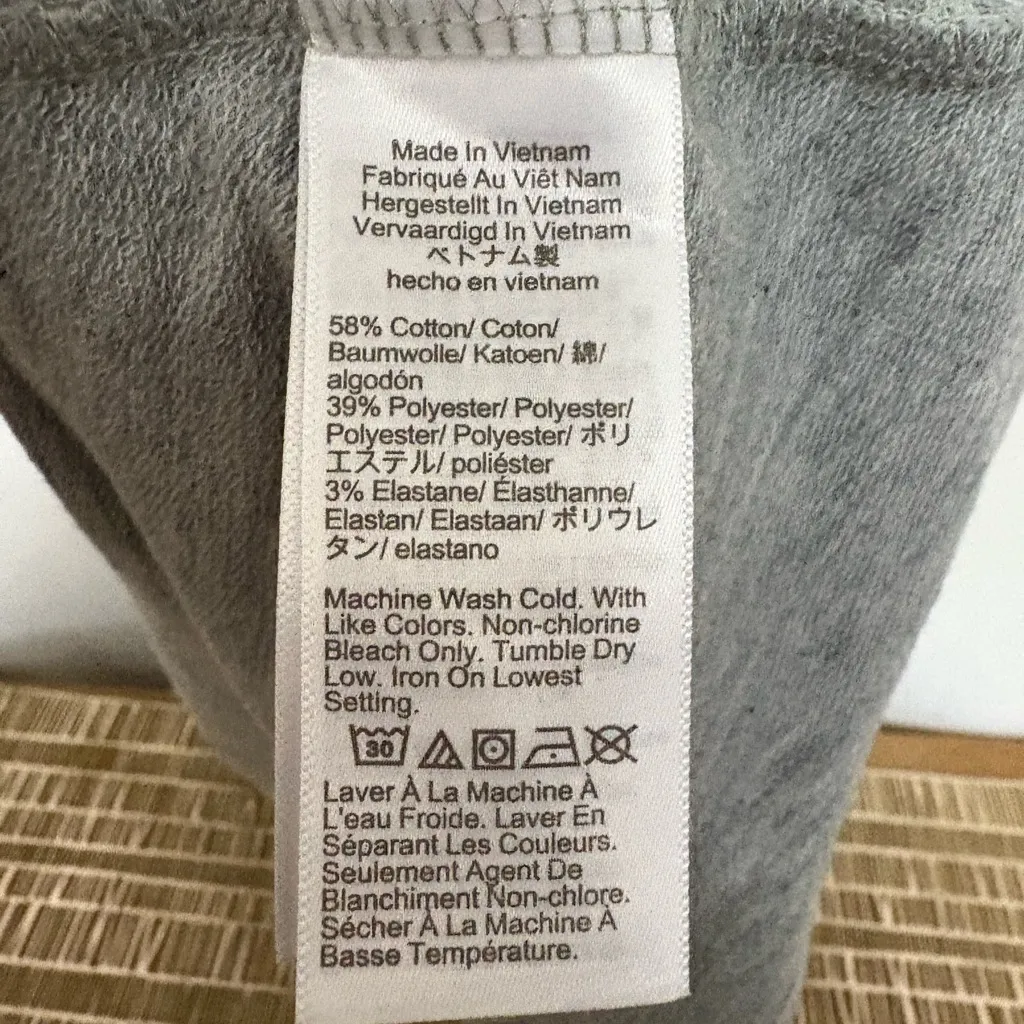 Made In Vietnam
Fabriqué Au Viêt Nam
Hergestellt In Vietnam
Vervaardigd In Vietnam
ベトナム製
hecho en vietnam
58% Cotton/ Coton/
Baumwolle/ Katoen/ 綿/
algodón
39% Polyester/ Polyester/
Polyester/ Polyester/ ポリ
エステル/ poliéster
3% Elastane/ Élasthanne/
Elastan/ Elastaan/ ポリウレ
タン/ elastano
Machine Wash Cold. With
Like Colors. Non-chlorine
Bleach Only. Tumble Dry
Low. Iron On Lowest
Setting.
30
Laver À La Machine À
L'eau Froide. Laver En
Séparant Les Couleurs.
Seulement Agent De
Blanchiment Non-chlore.
Sécher À La Machine À
Basse Température.